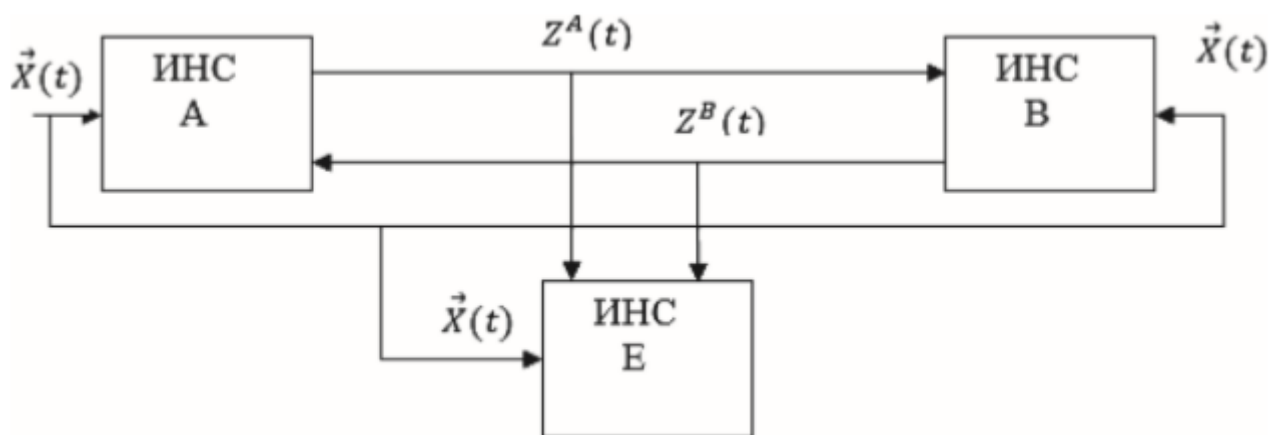 Z^A(t)
X⃗(t)
ИНС
A
ИНС
B
X⃗(t)
Z^B(t)
X⃗(t)
ИНС
E